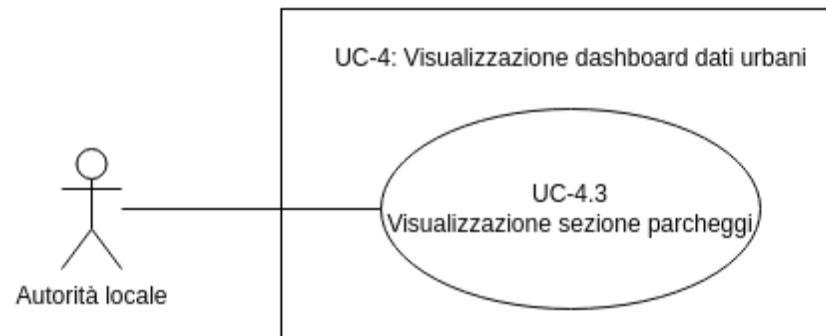 UC-4: Visualizzazione dashboard dati urbani
UC-4.3
Visualizzazione sezione parcheggi
Autorità locale